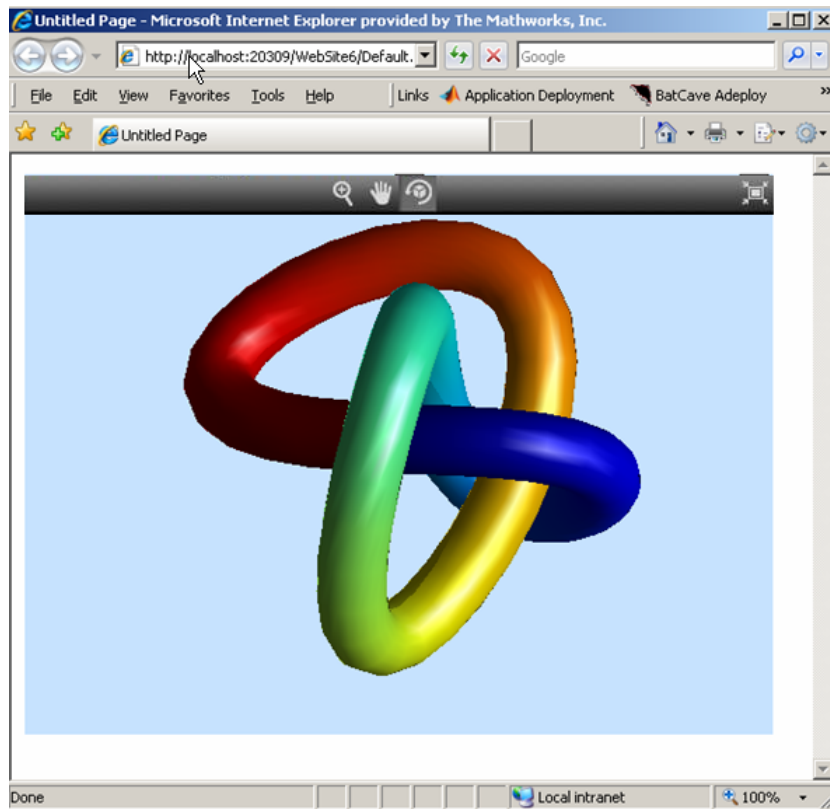 Untitled Page - Microsoft Internet Explorer provided by The Mathworks, Inc.
http://localhost:20309/WebSite6/Default. Google
File Edit View Favorites Tools Help Links Application Deployment BatCave Adeploy »
Untitled Page
Done Local intranet 100%